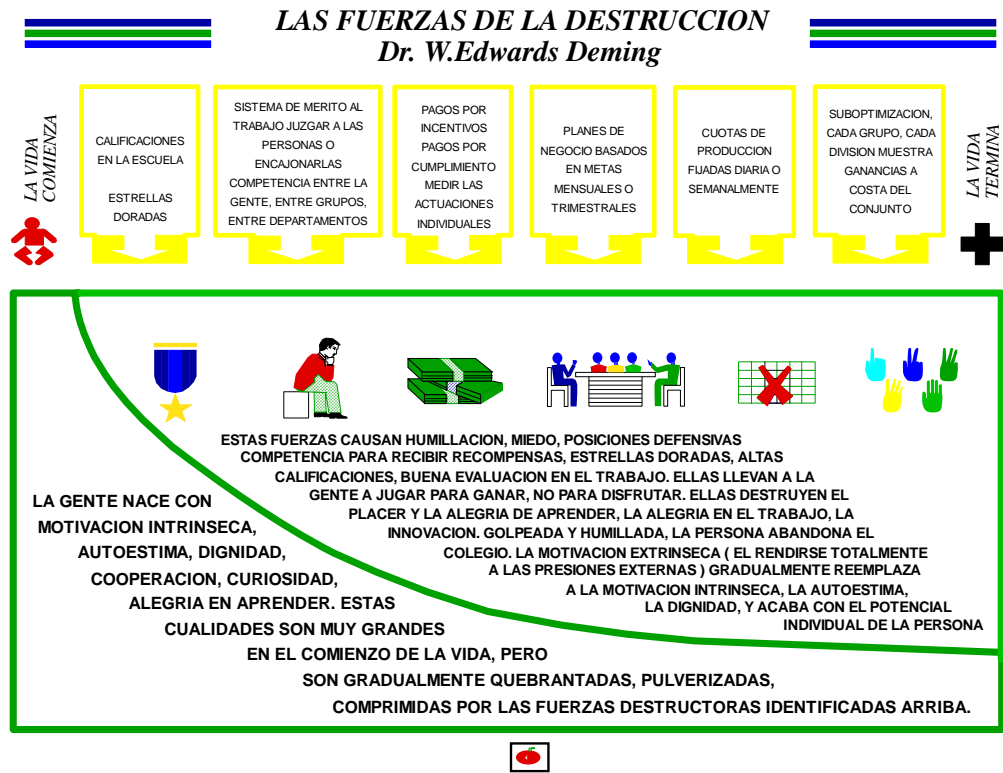 LAS FUERZAS DE LA DESTRUCCION
Dr. W.Edwards Deming
LA VIDA
COMIENZA
CALIFICACIONES
EN LA ESCUELA
ESTRELLAS
DORADAS
SISTEMA DE MERITO AL
TRABAJO JUZGAR A LAS
PERSONAS O
ENCAJONARLAS
COMPETENCIA ENTRE LA
GENTE, ENTRE GRUPOS,
ENTRE DEPARTAMENTOS
PAGOS POR
INCENTIVOS
PAGOS POR
CUMPLIMIENTO
MEDIR LAS
ACTUACIONES
INDIVIDUALES
PLANES DE
NEGOCIO BASADOS
EN METAS
MENSUALES O
TRIMESTRALES
CUOTAS DE
PRODUCCION
FIJADAS DIARIA O
SEMANALMENTE
SUBOPTIMIZACION,
CADA GRUPO, CADA
DIVISION MUESTRA
GANANCIAS A
COSTA DEL
CONJUNTO
LA VIDA
TERMINA
ESTAS FUERZAS CAUSAN HUMILLACION, MIEDO, POSICIONES DEFENSIVAS
COMPETENCIA PARA RECIBIR RECOMPENSAS, ESTRELLAS DORADAS, ALTAS
CALIFICACIONES, BUENA EVALUACION EN EL TRABAJO. ELLAS LLEVAN A LA
GENTE A JUGAR PARA GANAR, NO PARA DISFRUTAR. ELLAS DESTRUYEN EL
PLACER Y LA ALEGRIA DE APRENDER, LA ALEGRIA EN EL TRABAJO, LA
INNOVACION. GOLPEADA Y HUMILLADA, LA PERSONA ABANDONA EL
COLEGIO. LA MOTIVACION EXTRINSECA ( EL RENDIRSE TOTALMENTE
A LAS PRESIONES EXTERNAS ) GRADUALMENTE REEMPLAZA
A LA MOTIVACION INTRINSECA, LA AUTOESTIMA,
LA DIGNIDAD, Y ACABA CON EL POTENCIAL
INDIVIDUAL DE LA PERSONA
LA GENTE NACE CON
MOTIVACION INTRINSECA,
AUTOESTIMA, DIGNIDAD,
COOPERACION, CURIOSIDAD,
ALEGRIA EN APRENDER. ESTAS
CUALIDADES SON MUY GRANDES
EN EL COMIENZO DE LA VIDA, PERO
SON GRADUALMENTE QUEBRANTADAS, PULVERIZADAS,
COMPRIMIDAS POR LAS FUERZAS DESTRUCTORAS IDENTIFICADAS ARRIBA.